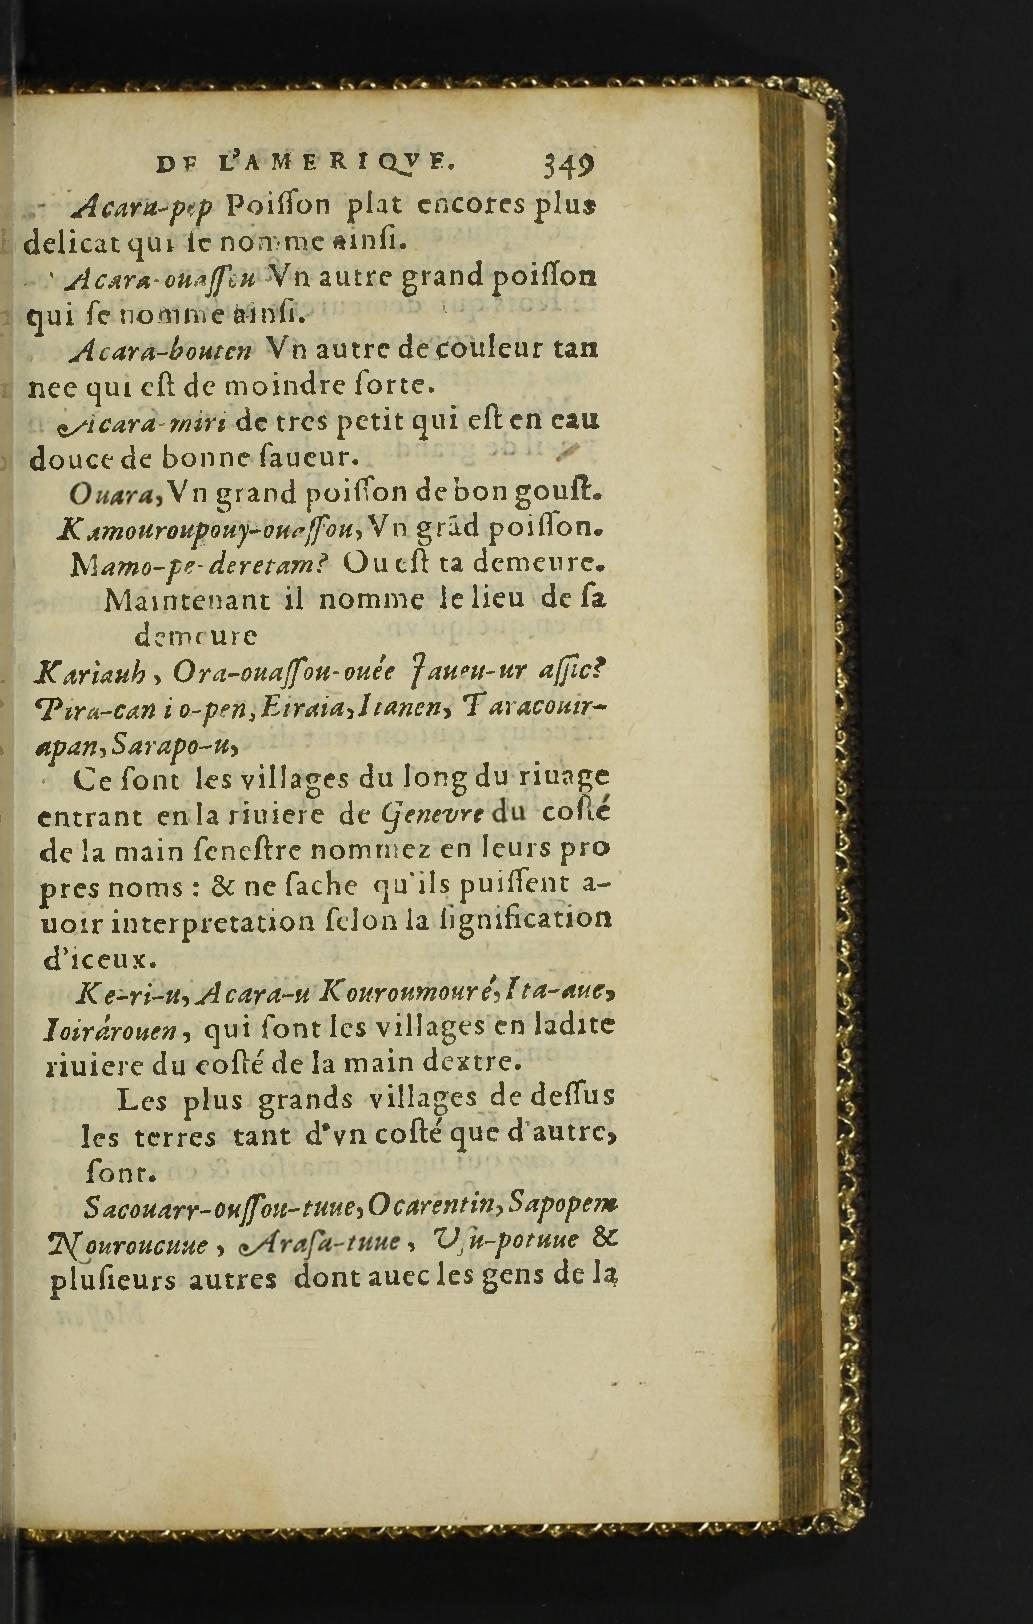 DE L'AMERIQVE. 349
Acara-pep Poiſſon plat encores plus
delicat qui ſe nomme ainſi.
Acara-ouaſſou Vn autre grand poiſſon
qui ſe nomme ainſi.
Acara-bouten Vn autre de couleur tan
nee qui eſt de moindre ſorte.
Acara-miri de tres petit qui eſt en eau
douce de bonne ſaueur.
Ouara, Vn grand poiſſon de bon gouſt.
Kamouroupouy-ouaſſou, Vn grād poiſſon.
Mamo-pe-deretam? Ou eſt ta demeure.
Maintenant il nomme le lieu de ſa
demeure
Kariauh, Ora-ouaſſou-ouée Jaueu-ur aſſic?
Pira-can i o-pen, Eiraia, Itanen, Taracouir-
apan, Sarapo-u,
Ce ſont les villages du long du riuage
entrant en la riuiere de Genevre du coſté
de la main ſeneſtre nommez en leurs pro
pres noms : & ne ſache qu'ils puiſſent a-
uoir interpretation ſelon la ſignification
d'iceux.
Ke-ri-u, Acara-u Kouroumouré, Ita-aue,
Ioirárouen, qui ſont les villages en ladite
riuiere du coſté de la main dextre.
Les plus grands villages de deſſus
les terres tant d'vn coſté que d'autre,
ſont.
Sacouarr-ouſſou-tuue, Ocarentin, Sapopem
Nouroucuue, Araſa-tuue, Vſu-potuue &
pluſieurs autres dont auec les gens de la